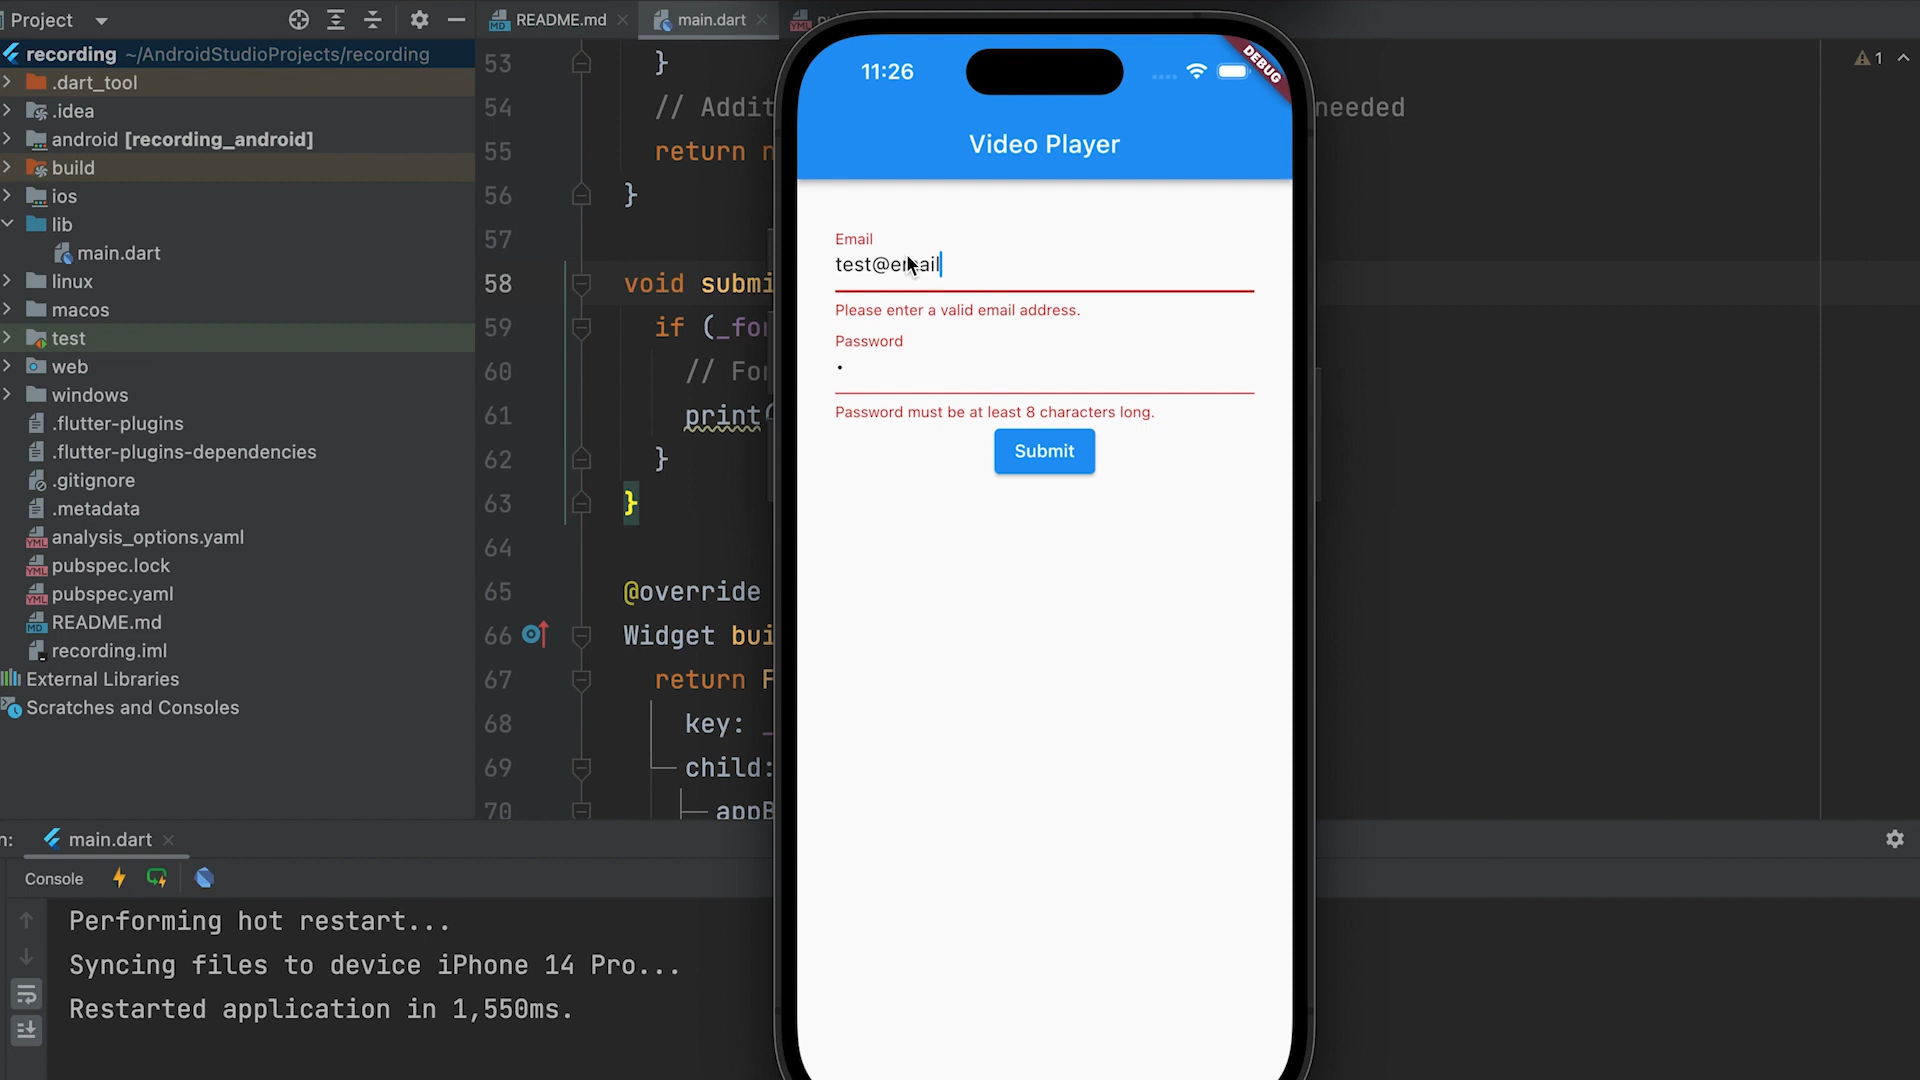 Project
README.md
main.dart
recording ~/AndroidStudioProjects/recording
.dart_tool
.idea
android [recording_android]
build
ios
lib
main.dart
linux
macos
test
web
windows
.flutter-plugins
.flutter-plugins-dependencies
.gitignore
.metadata
analysis_options.yaml
pubspec.lock
pubspec.yaml
README.md
recording.iml
External Libraries
Scratches and Consoles
53 }
54 // Addit needed
55 return n
56 }
57
58 void submi
59 if (_for
60 // For
61 print(
62 }
63 }
64
65 @override
66 Widget bui
67 return F
68 key: _
69 child:
70 appB
1
11:26
DEBUG
Video Player
Email
test@email
Please enter a valid email address.
Password
•
Password must be at least 8 characters long.
Submit
n: main.dart
Console
Performing hot restart...
Syncing files to device iPhone 14 Pro...
Restarted application in 1,550ms.